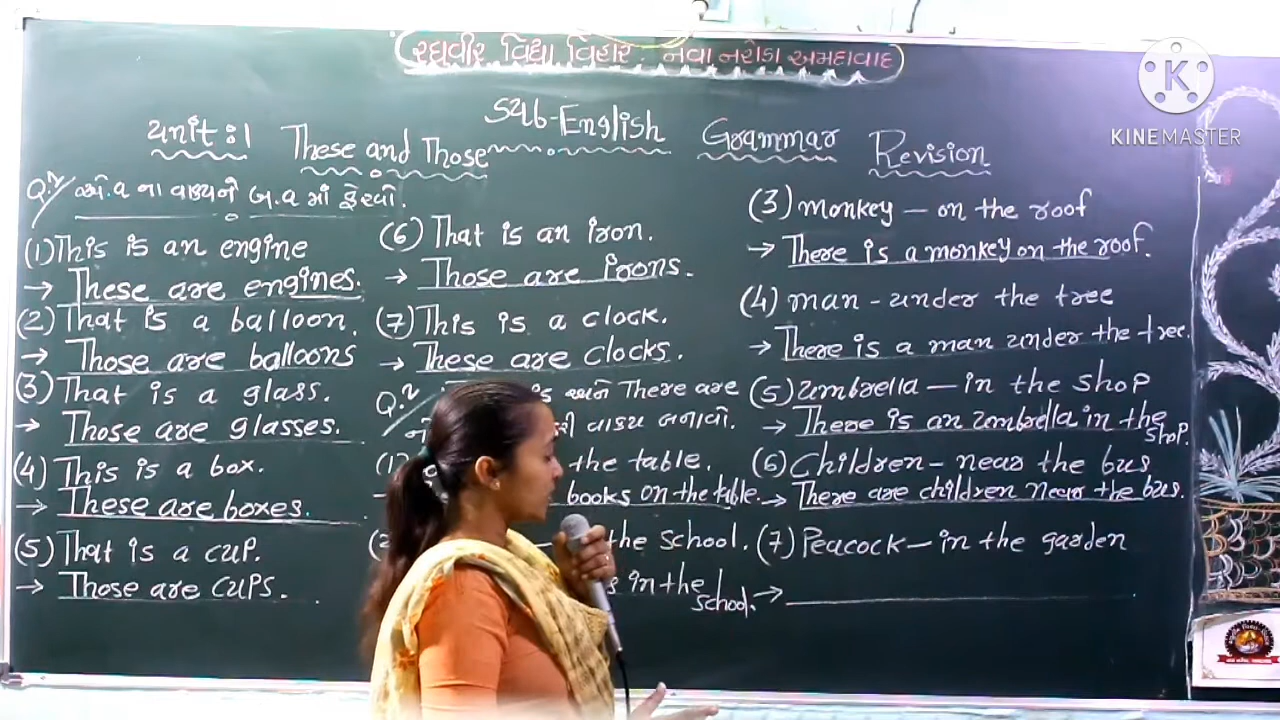 વિદ્યા વિહાર. નવા નરોડા અમદાવાદ
KINEMASTER
Sub-English
Unit:1 These and Those
Grammar Revision
એ.વ ના વાક્યને બ.વ માં ફેરવો.
(1) This is an engine
→ These are engines.
(2) That is a balloon.
→ Those are balloons
(3) That is a glass.
→ Those are glasses.
(4) This is a box.
→ These are boxes.
(5) That is a cup.
→ Those are cups.
(6) That is an iron.
→ Those are irons.
(7) This is a clock.
→ These are clocks.
Q.2 અને There are
વાક્ય બનાવો.
(1) the table.
books on the table.
the school.
in the school.
(3) monkey – on the roof
→ There is a monkey on the roof.
(4) man - under the tree
→ There is a man under the tree.
(5) Umbrella – in the shop
→ There is an umbrella in the shop.
(6) Children – near the bus
→ There are children near the bus.
(7) Peacock – in the garden
→